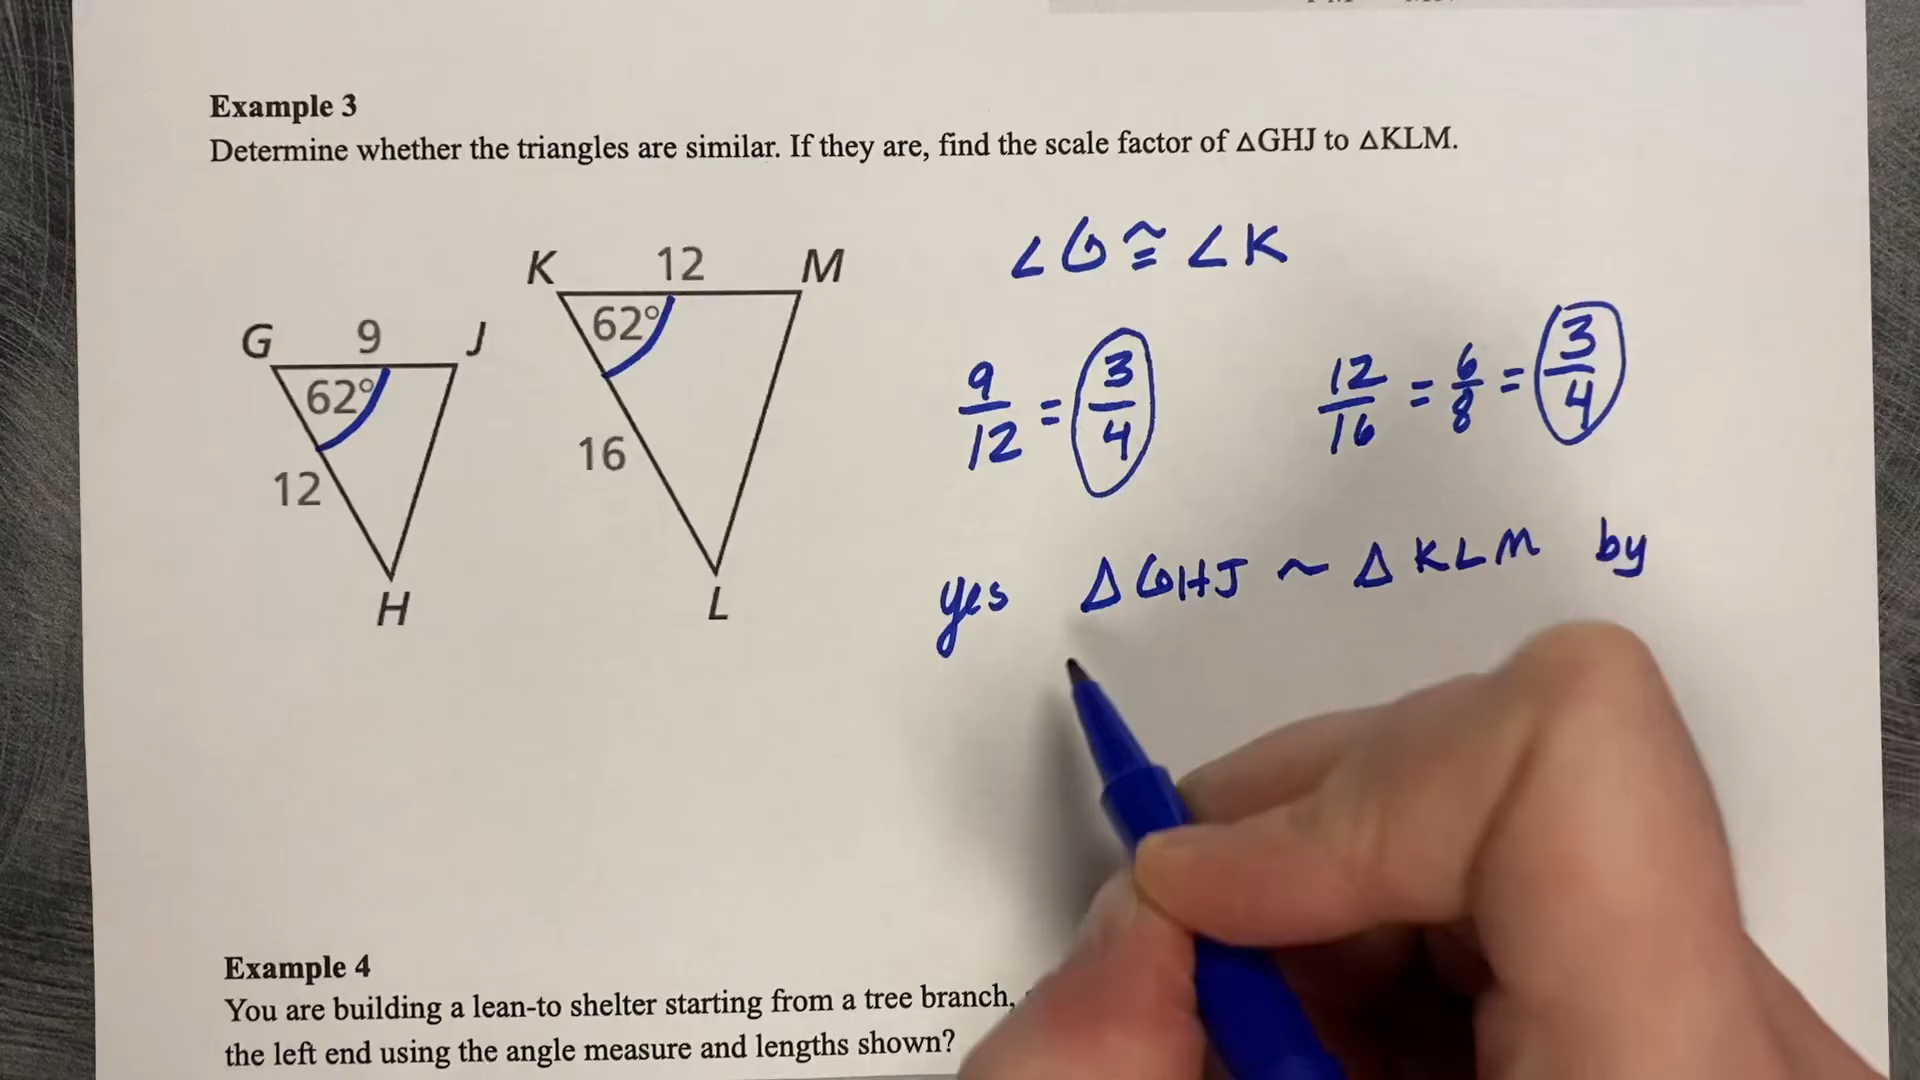 Example 3
Determine whether the triangles are similar. If they are, find the scale factor of △GHJ to △KLM.
∠G ≅ ∠K
K 12 M
62°
G 9 J
62°
16
12
H
L
9/12 = 3/4
12/16 = 6/8 = 3/4
yes △GHJ ~ △KLM by
Example 4
You are building a lean-to shelter starting from a tree branch,
the left end using the angle measure and lengths shown?